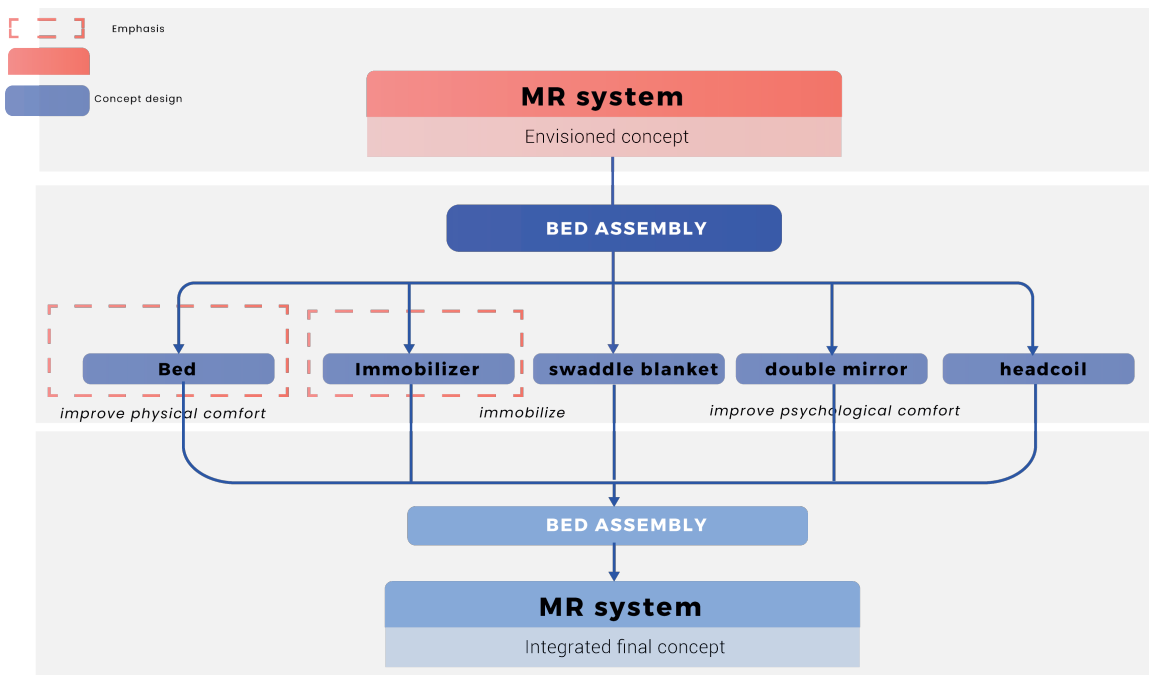 Emphasis
Concept design
MR system
Envisioned concept
BED ASSEMBLY
Bed
Immobilizer
swaddle blanket
double mirror
headcoil
improve physical comfort
immobilize
improve psychological comfort
BED ASSEMBLY
MR system
Integrated final concept